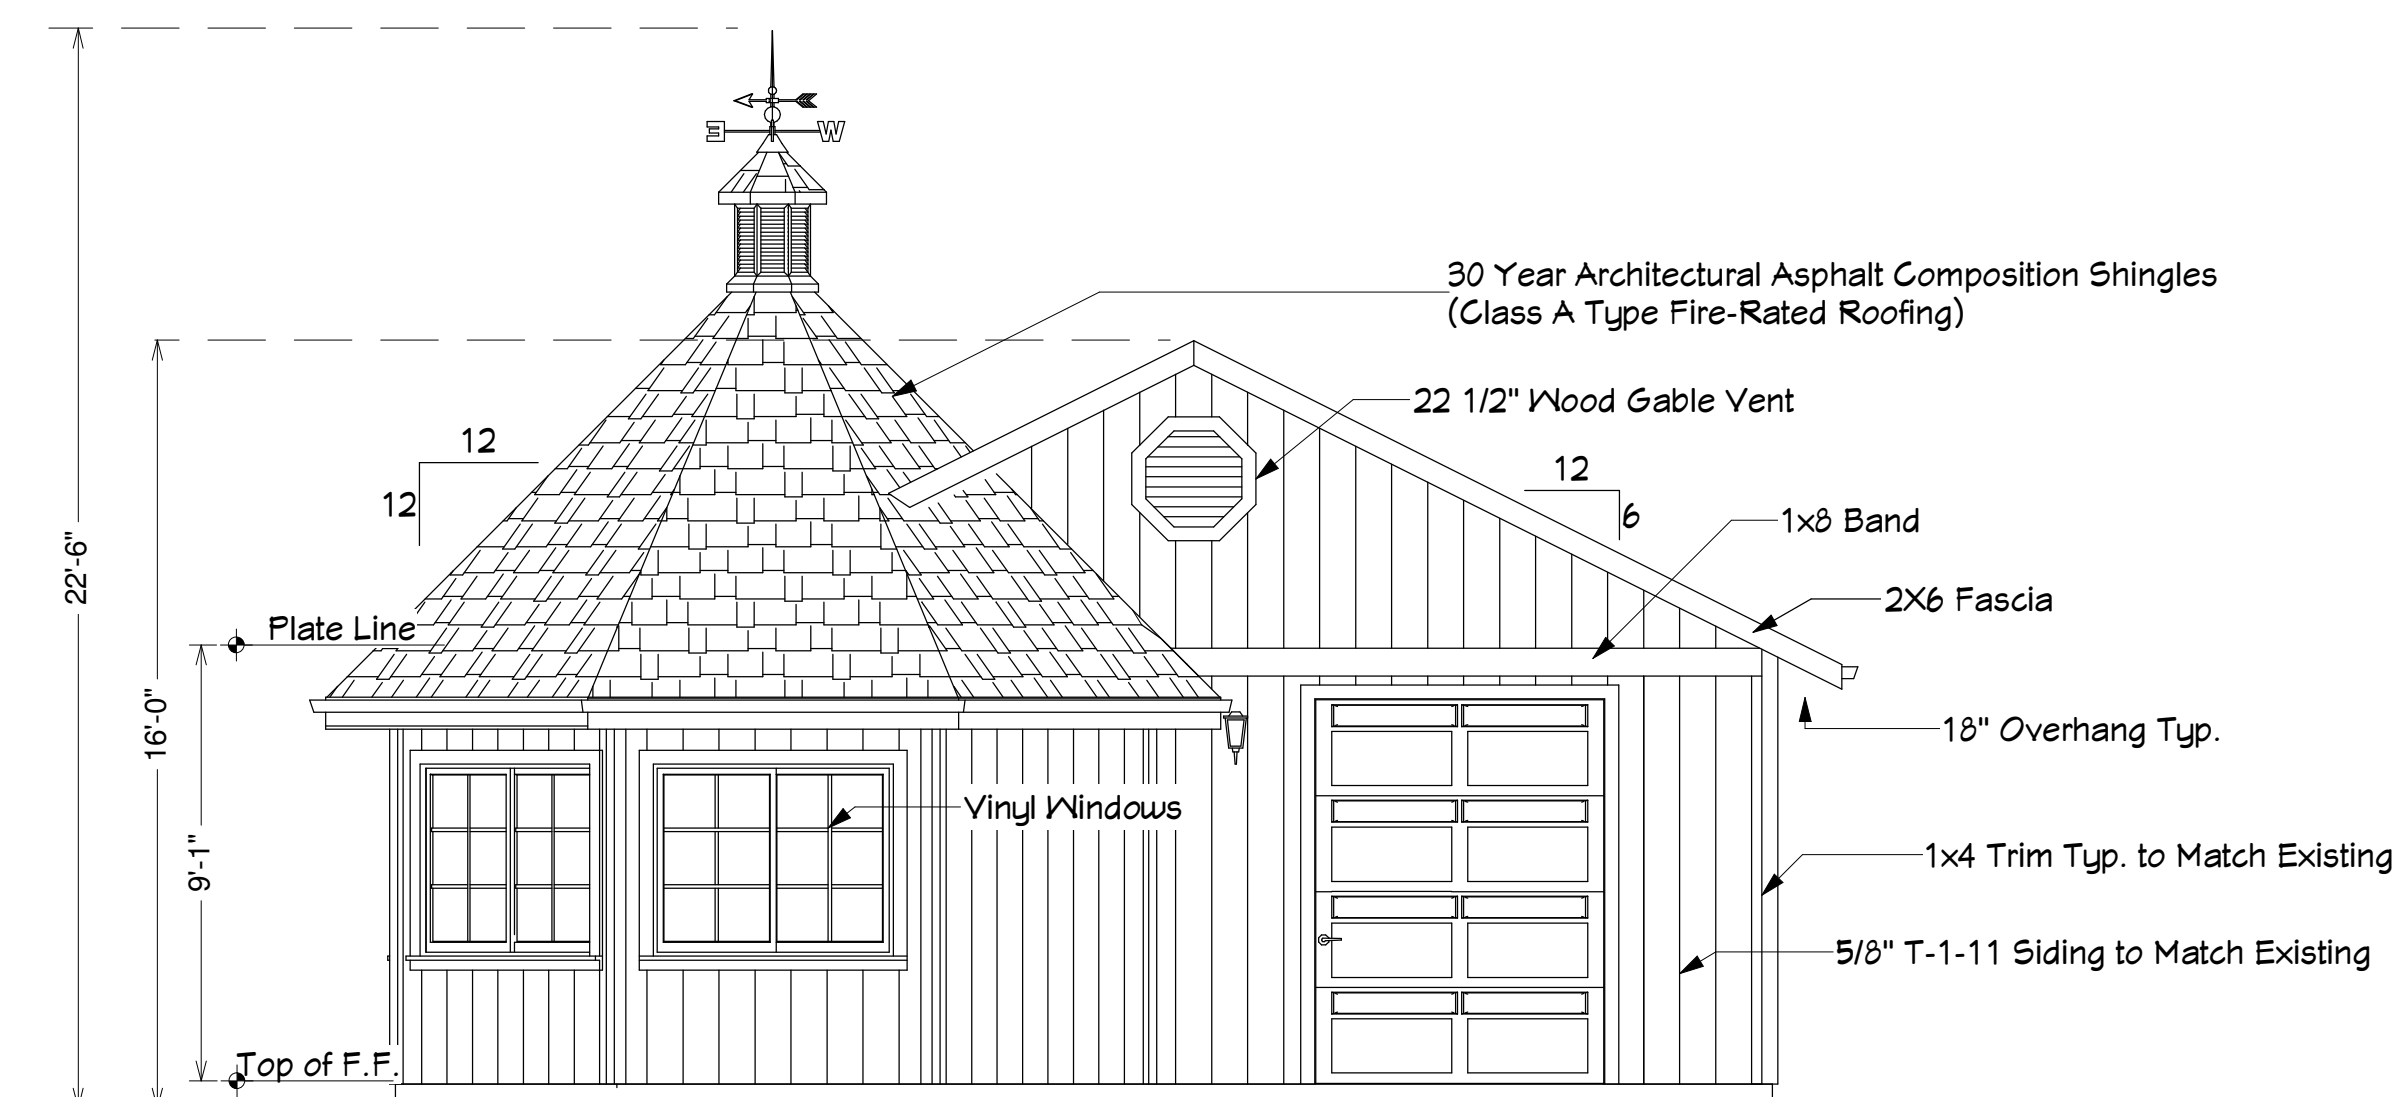 E W
30 Year Architectural Asphalt Composition Shingles
(Class A Type Fire-Rated Roofing)
22 1/2" Wood Gable Vent
12
12
12
6
1x8 Band
22'-6"
2X6 Fascia
Plate Line
16'-0"
18" Overhang Typ.
Vinyl Windows
9'-1"
1x4 Trim Typ. to Match Existing
5/8" T-1-11 Siding to Match Existing
Top of F.F.